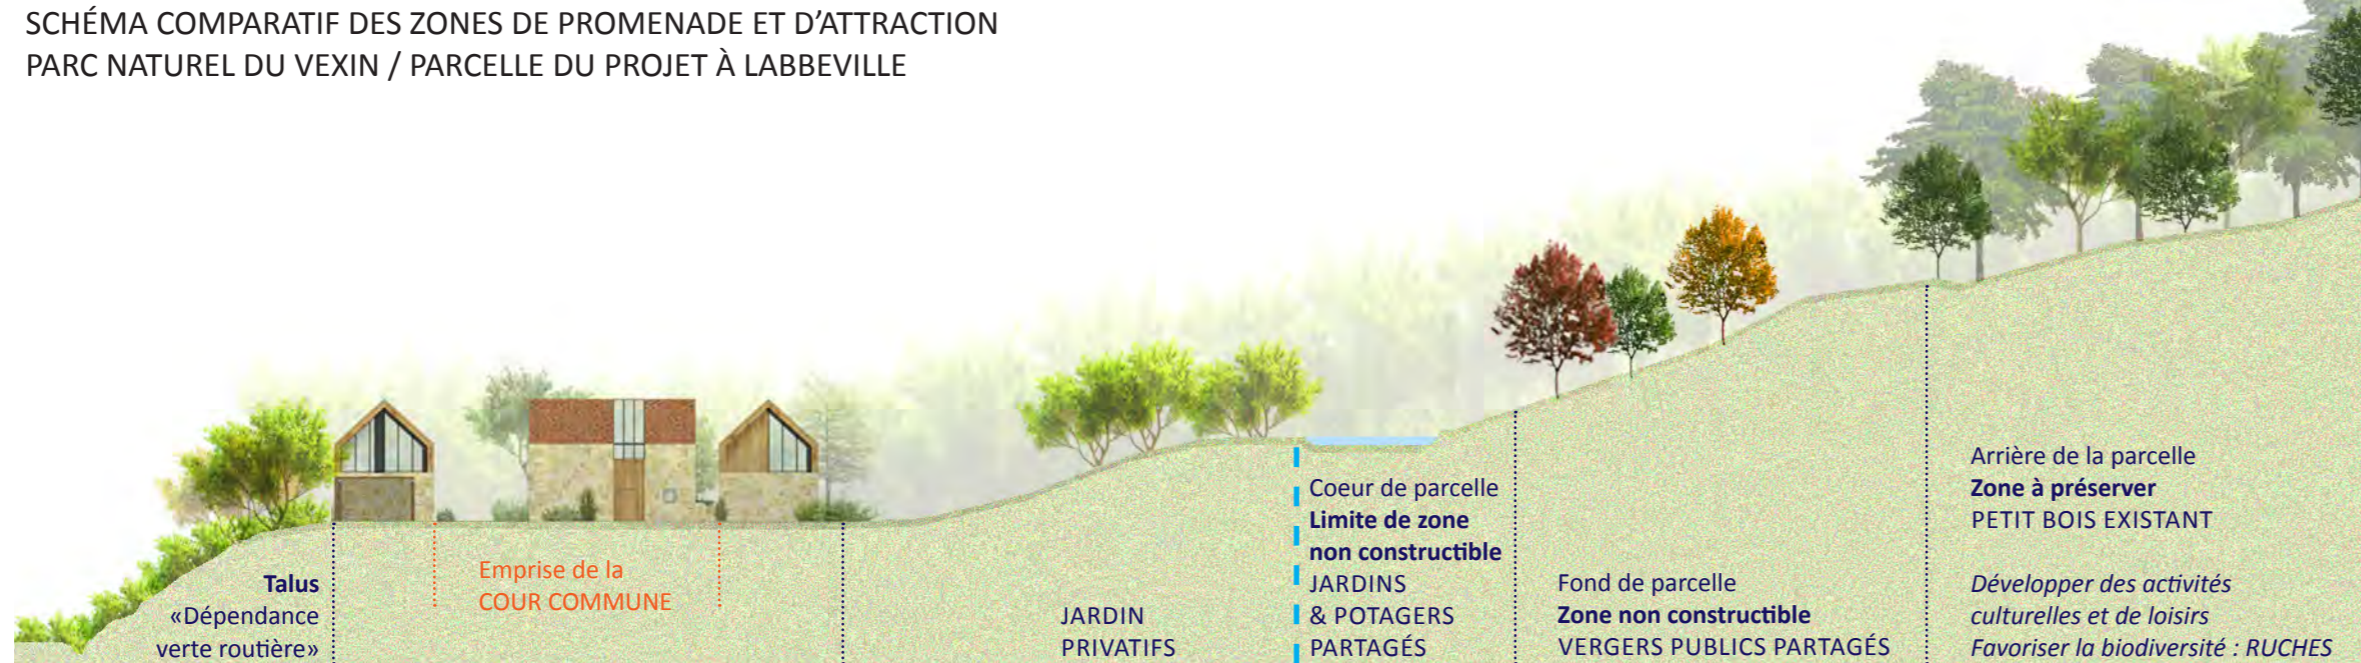 SCHÉMA COMPARATIF DES ZONES DE PROMENADE ET D’ATTRACTION
PARC NATUREL DU VEXIN / PARCELLE DU PROJET À LABBEVILLE
Talus
«Dépendance
verte routière»
Emprise de la
COUR COMMUNE
JARDIN
PRIVATIFS
Coeur de parcelle
Limite de zone
non constructible
JARDINS
& POTAGERS
PARTAGÉS
Fond de parcelle
Zone non constructible
VERGERS PUBLICS PARTAGÉS
Arrière de la parcelle
Zone à préserver
PETIT BOIS EXISTANT
Développer des activités
culturelles et de loisirs
Favoriser la biodiversité : RUCHES